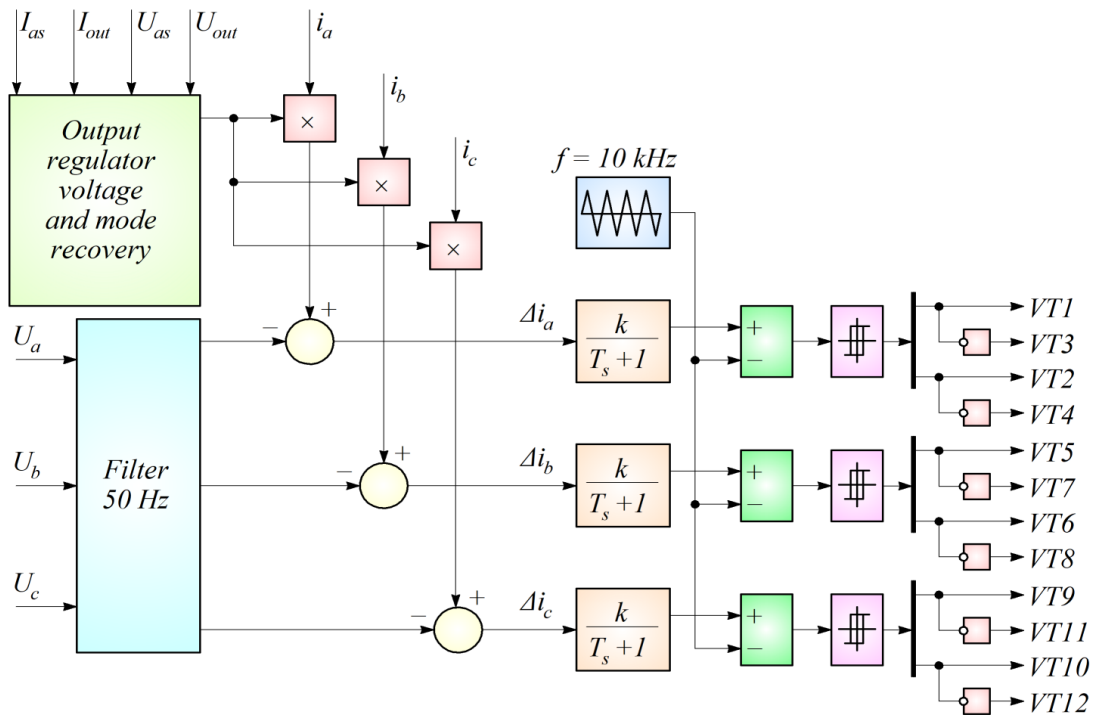 I_as I_out U_as U_out i_a
i_b
i_c
Output
regulator
voltage
and mode
recovery
×
×
×
f = 10 kHz
U_a
U_b
U_c
Filter
50 Hz
− +
− +
− +
Δi_a
k
T_s +1
+
−
VT1
VT3
VT2
VT4
Δi_b
k
T_s +1
+
−
VT5
VT7
VT6
VT8
Δi_c
k
T_s +1
+
−
VT9
VT11
VT10
VT12